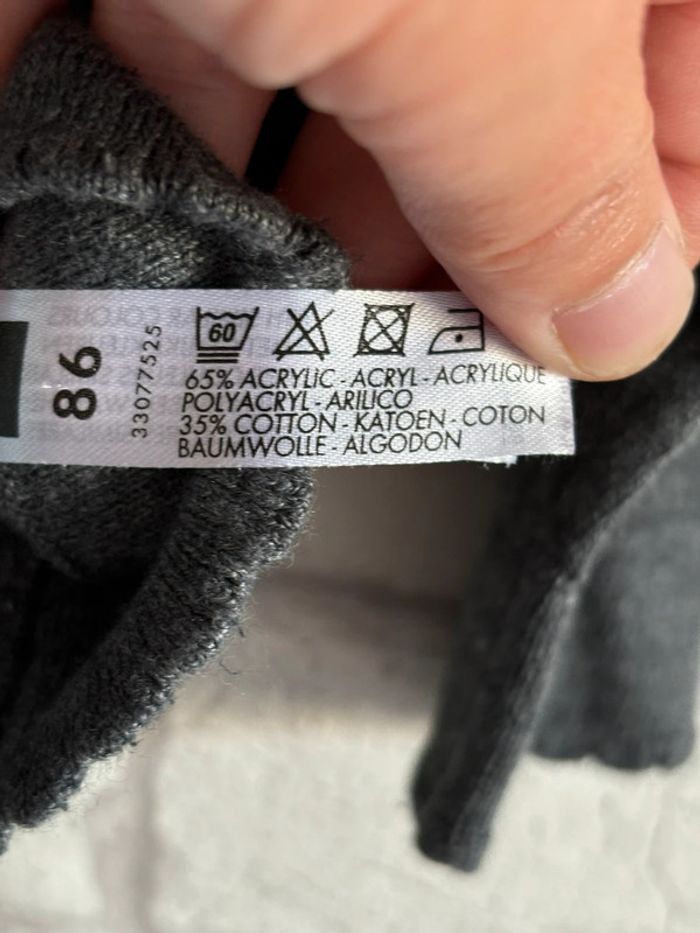 86
33077525
60
65% ACRYLIC - ACRYL - ACRYLIQUE
POLYACRYL - ARILICO
35% COTTON - KATOEN - COTON
BAUMWOLLE - ALGODON